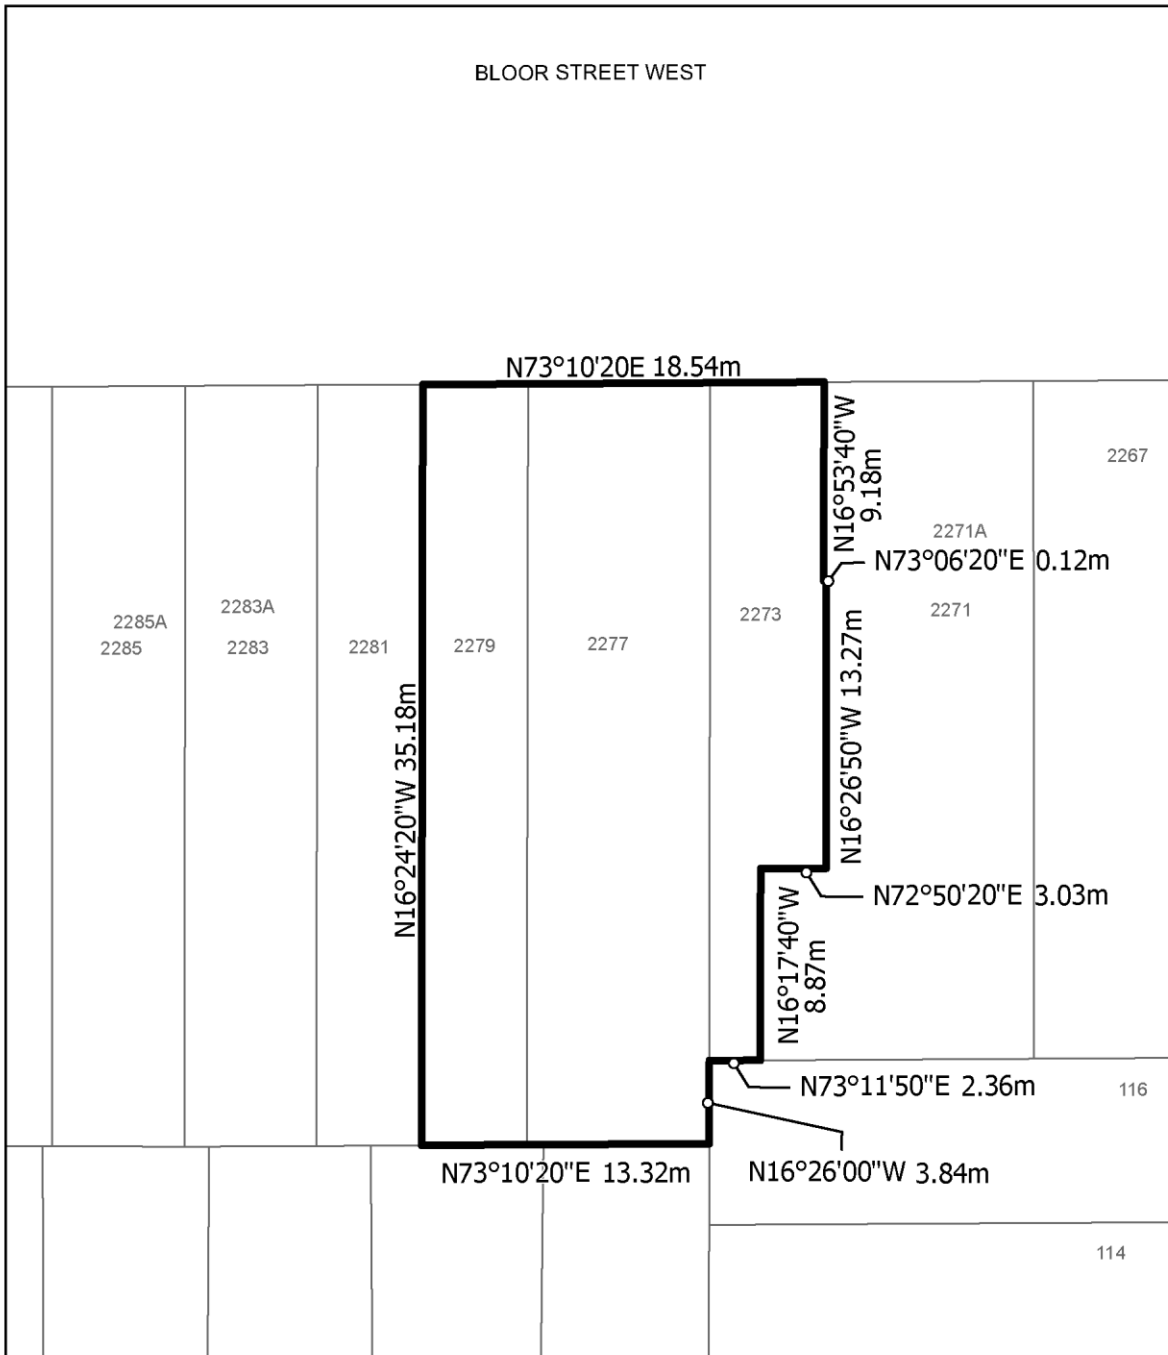 BLOOR STREET WEST
N73°10'20E 18.54m
N16°53'40"W
9.18m
2267
2271A
N73°06'20"E 0.12m
2283A
2285A
2285
2283
2281
2279
2277
2273
2271
N16°24'20"W 35.18m
N16°26'50"W 13.27m
N72°50'20"E 3.03m
N16°17'40"W
8.87m
N73°11'50"E 2.36m
116
N73°10'20"E 13.32m
N16°26'00"W 3.84m
114